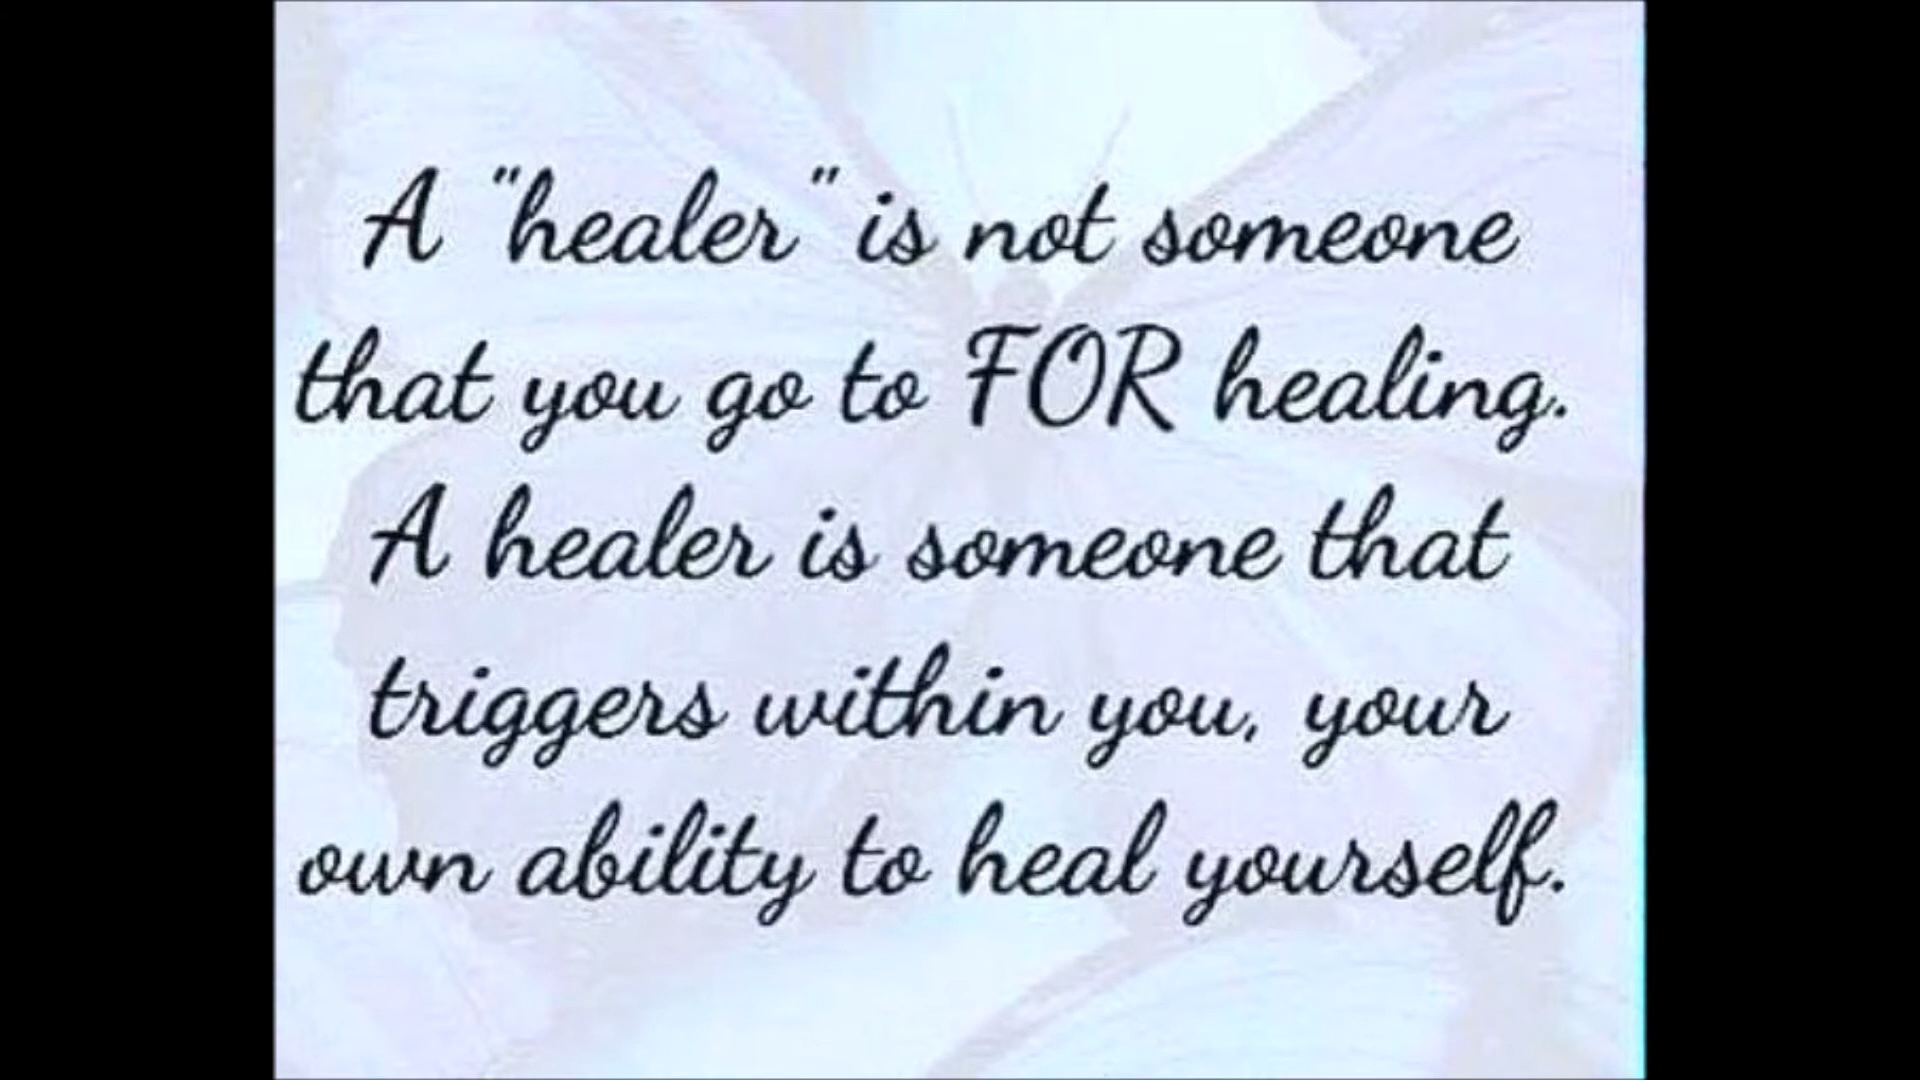 A "healer" is not someone
that you go to FOR healing.
A healer is someone that
triggers within you, your
own ability to heal yourself.